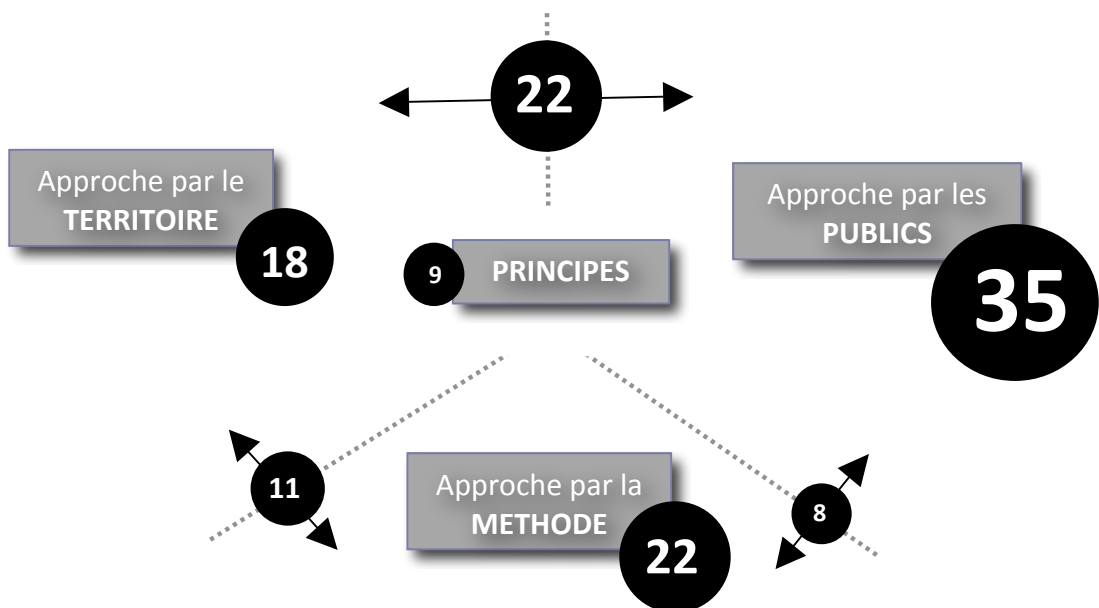 22
Approche par le
TERRITOIRE
18
Approche par les
PUBLICS
35
9
PRINCIPES
11
Approche par la
METHODE
22
8